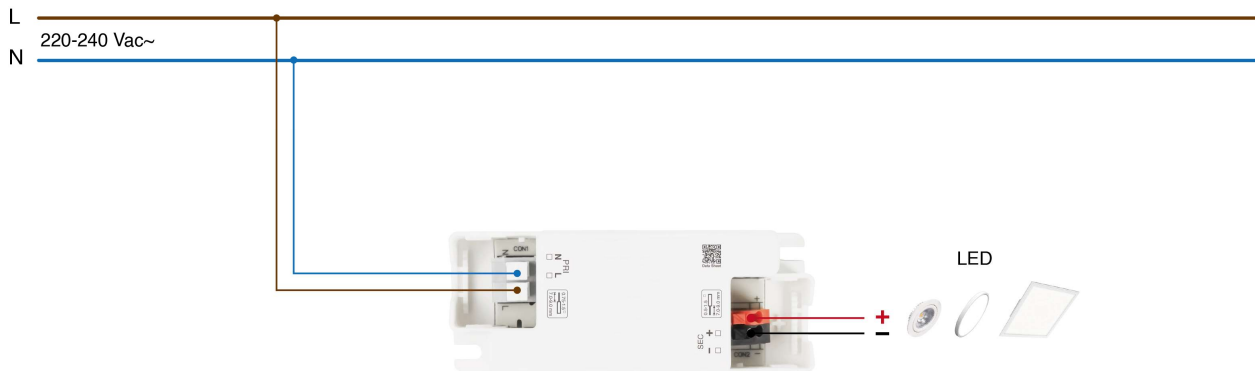 L
220-240 Vac~
N
CON1
N
N
L
PRI
L
Data Sheet
LED
+
+
−
SEC
+
−
CON2
−